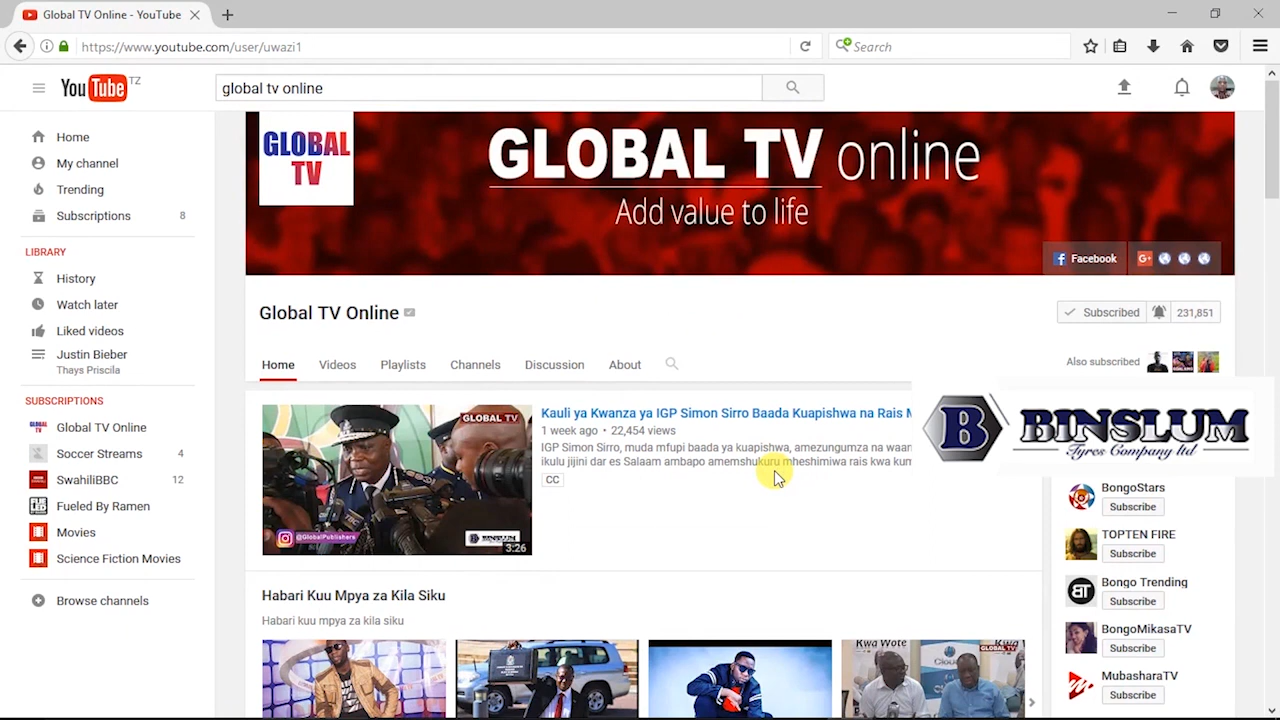 Global TV Online - YouTube
https://www.youtube.com/user/uwazi1
Search
YouTube TZ
global tv online
Home
My channel
Trending
Subscriptions 8
LIBRARY
History
Watch later
Liked videos
Justin Bieber
Thays Priscila
SUBSCRIPTIONS
Global TV Online
Soccer Streams 4
SwahiliBBC 12
Fueled By Ramen
Movies
Science Fiction Movies
Browse channels
GLOBAL
TV
GLOBAL TV online
Add value to life
Facebook
G+
Global TV Online
Subscribed 231,851
Home Videos Playlists Channels Discussion About
Also subscribed
GLOBAL TV
@GlobalPublishers
BINSLUM
3:26
Kauli ya Kwanza ya IGP Simon Sirro Baada Kuapishwa na Rais
1 week ago • 22,454 views
IGP Simon Sirro, muda mfupi baada ya kuapishwa, amezungumza na
ikulu jijini dar es Salaam ambapo amemshukuru mheshimiwa rais kwa
CC
B BINSLUM
Tyres Company ltd
BongoStars
Subscribe
TOPTEN FIRE
Subscribe
BT
Bongo Trending
Subscribe
BongoMikasaTV
Subscribe
MubasharaTV
Subscribe
Habari Kuu Mpya za Kila Siku
Habari kuu mpya za kila siku
Kwa Wote
GLOBAL TV